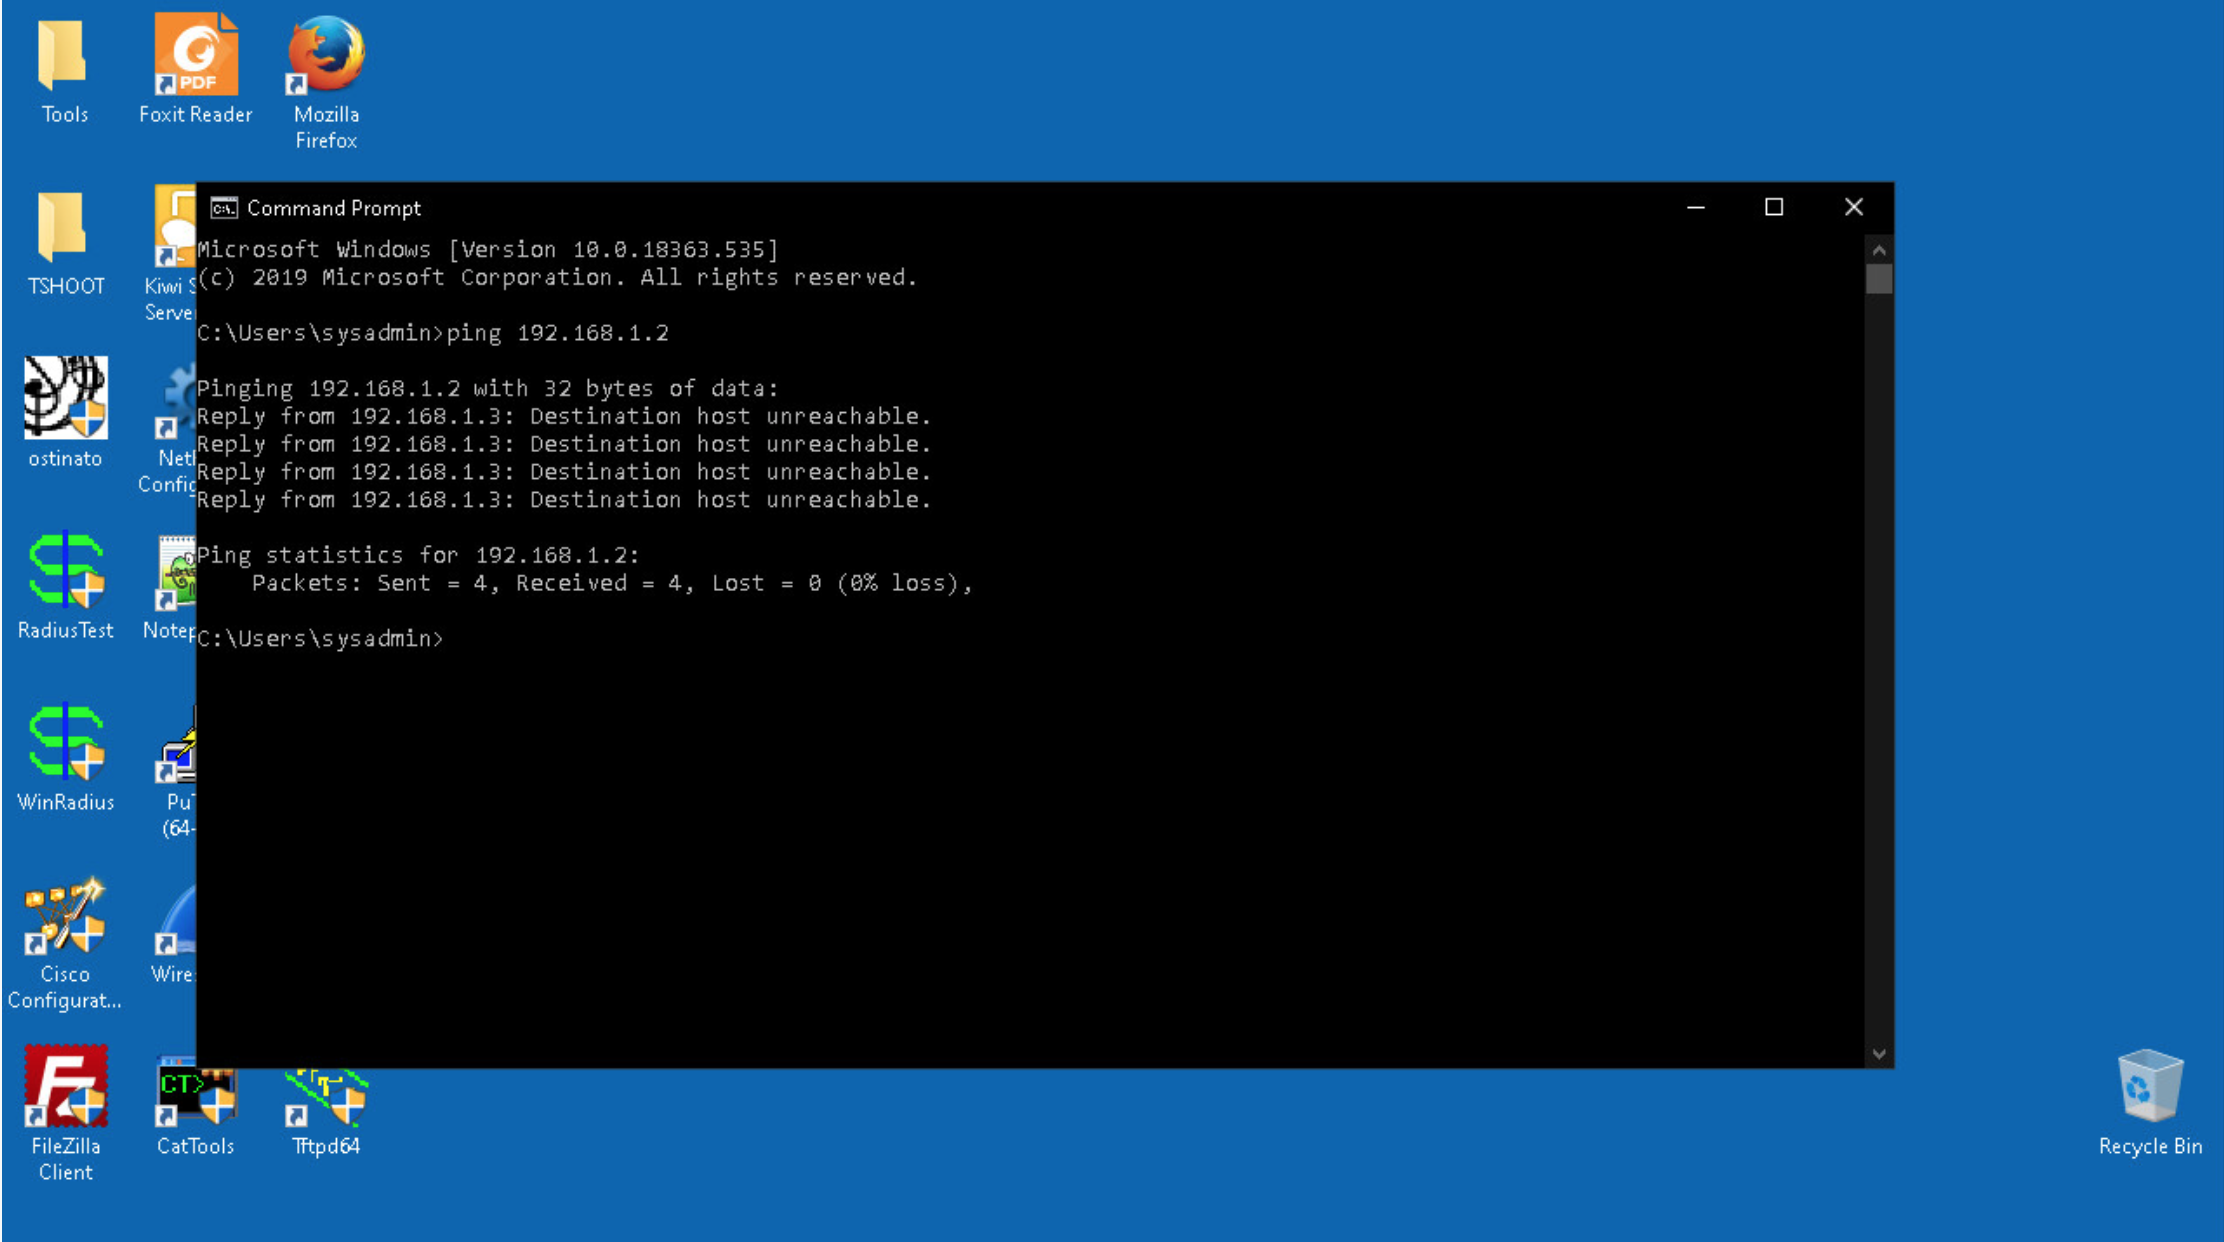 Tools
Foxit Reader
Mozilla
Firefox
PDF
TSHOOT
Kiwi S
Serve
ostinato
Net
Config
RadiusTest
Notep
WinRadius
Pu
(64-
Cisco
Configurat...
Wire
FileZilla
Client
CT>
CatTools
Tftpd64
Recycle Bin
Command Prompt
Microsoft Windows [Version 10.0.18363.535]
(c) 2019 Microsoft Corporation. All rights reserved.
C:\Users\sysadmin>ping 192.168.1.2
Pinging 192.168.1.2 with 32 bytes of data:
Reply from 192.168.1.3: Destination host unreachable.
Reply from 192.168.1.3: Destination host unreachable.
Reply from 192.168.1.3: Destination host unreachable.
Reply from 192.168.1.3: Destination host unreachable.
Ping statistics for 192.168.1.2:
Packets: Sent = 4, Received = 4, Lost = 0 (0% loss),
C:\Users\sysadmin>